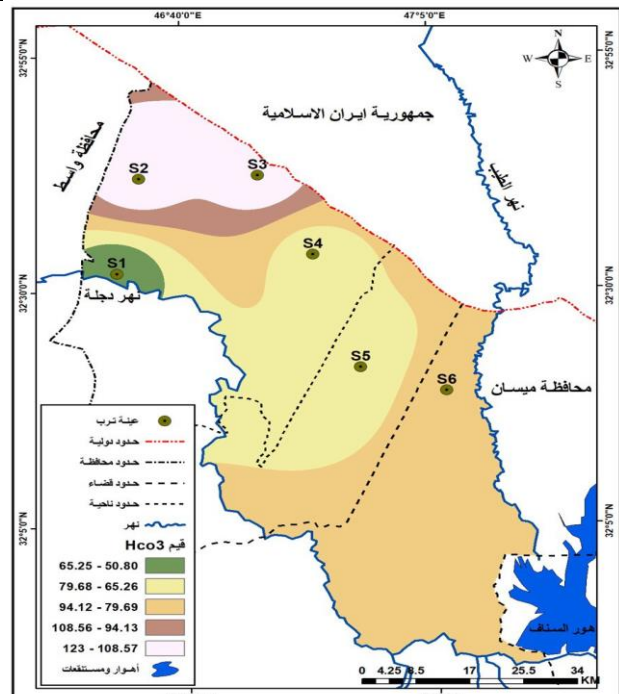 46°40'0"E
47°5'0"E
32°55'0"N
32°55'0"N
N
W
E
S
جمهورية ايران الاسلامية
محافظة واسط
نهر الطيب
S2
S3
S4
S1
32°30'0"N
32°30'0"N
نهر دجلة
S5
S6
محافظة ميسان
عينة ترب
حدود دولية
حدود محافظة
حدود قضاء
حدود ناحية
نهر
قيم Hco3
65.25 - 50.80
79.68 - 65.26
94.12 - 79.69
108.56 - 94.13
123 - 108.57
أهوار ومستنقعات
32°5'0"N
32°5'0"N
هور السناف
0 4.25 8.5 17 25.5 34
KM